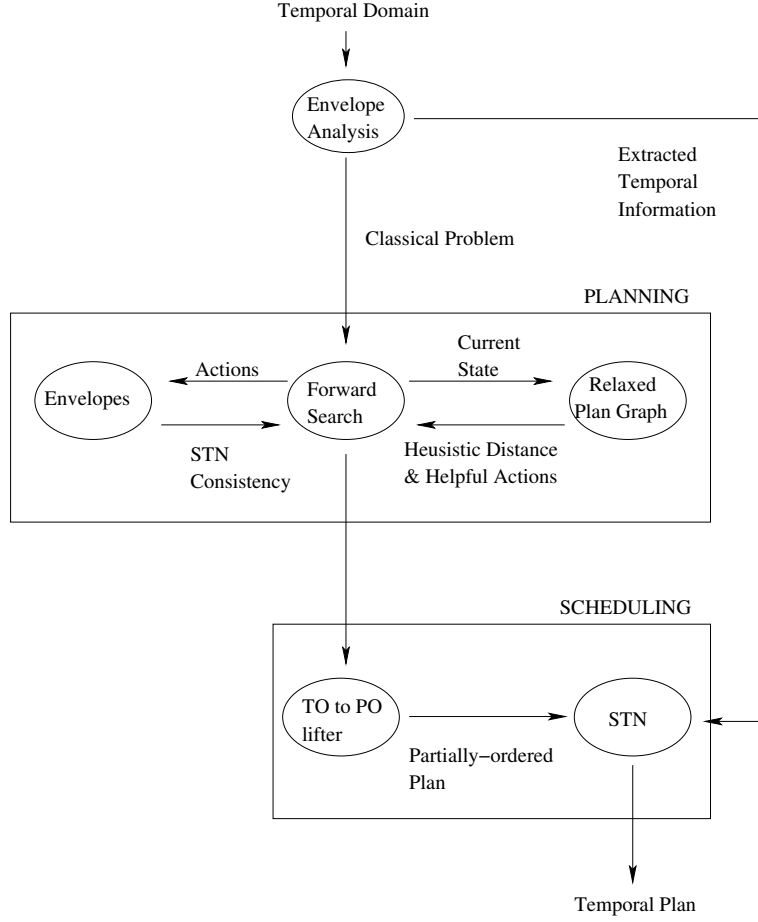 Temporal Domain
Envelope
Analysis
Extracted
Temporal
Information
Classical Problem
PLANNING
Envelopes
Actions
STN
Consistency
Forward
Search
Current
State
Heusistic Distance
& Helpful Actions
Relaxed
Plan Graph
SCHEDULING
TO to PO
lifter
Partially−ordered
Plan
STN
Temporal Plan